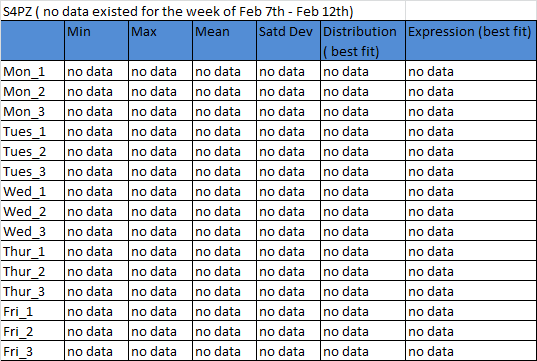 S4PZ ( no data existed for the week of Feb 7th - Feb 12th)
Min Max Mean Satd Dev Distribution ( best fit) Expression (best fit)
Mon_1 no data no data no data no data no data no data
Mon_2 no data no data no data no data no data no data
Mon_3 no data no data no data no data no data no data
Tues_1 no data no data no data no data no data no data
Tues_2 no data no data no data no data no data no data
Tues_3 no data no data no data no data no data no data
Wed_1 no data no data no data no data no data no data
Wed_2 no data no data no data no data no data no data
Wed_3 no data no data no data no data no data no data
Thur_1 no data no data no data no data no data no data
Thur_2 no data no data no data no data no data no data
Thur_3 no data no data no data no data no data no data
Fri_1 no data no data no data no data no data no data
Fri_2 no data no data no data no data no data no data
Fri_3 no data no data no data no data no data no data